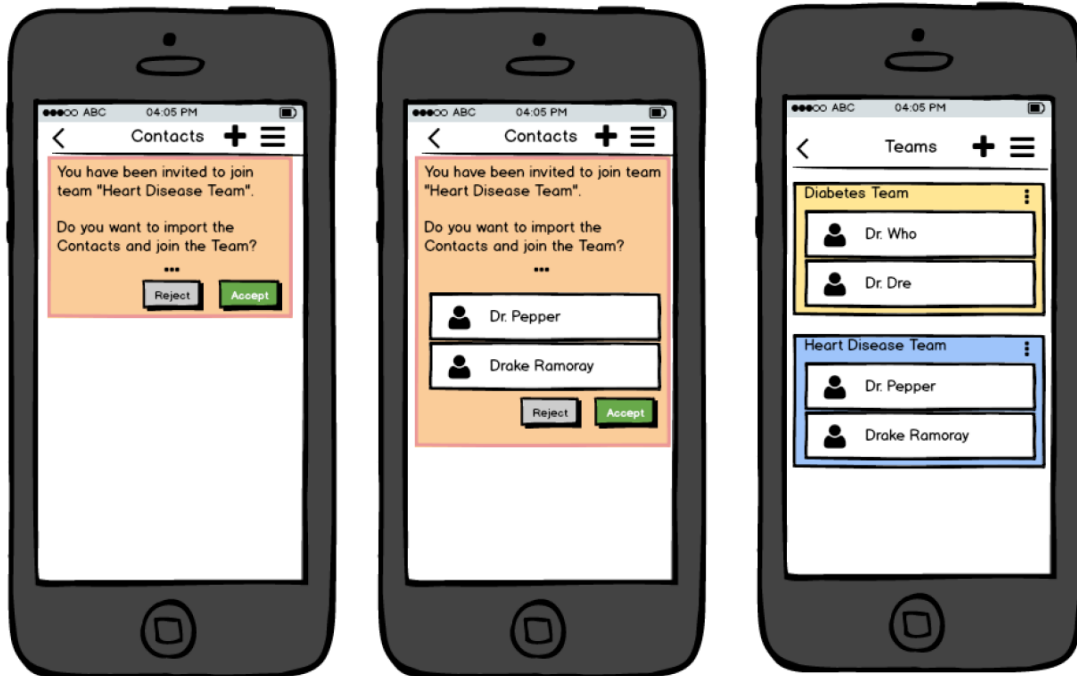 ABC 04:05 PM
Contacts
You have been invited to join
team "Heart Disease Team".
Do you want to import the
Contacts and join the Team?
...
Reject Accept
ABC 04:05 PM
Contacts
You have been invited to join team
"Heart Disease Team".
Do you want to import the
Contacts and join the Team?
...
Dr. Pepper
Drake Ramoray
Reject Accept
ABC 04:05 PM
Teams
Diabetes Team
Dr. Who
Dr. Dre
Heart Disease Team
Dr. Pepper
Drake Ramoray